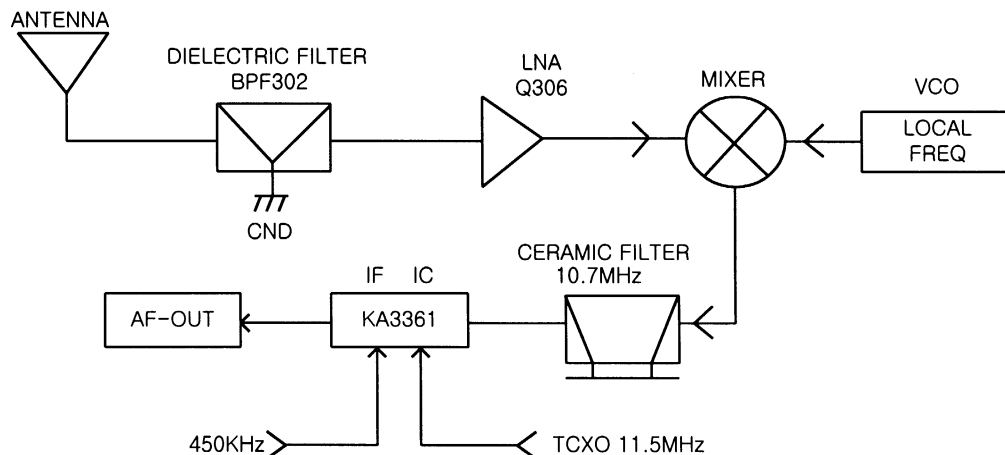 ANTENNA
DIELECTRIC FILTER
BPF302
LNA
Q306
MIXER
VCO
LOCAL
FREQ
CND
CERAMIC FILTER
10.7MHz
IF IC
AF-OUT
KA3361
450KHz
TCXO 11.5MHz